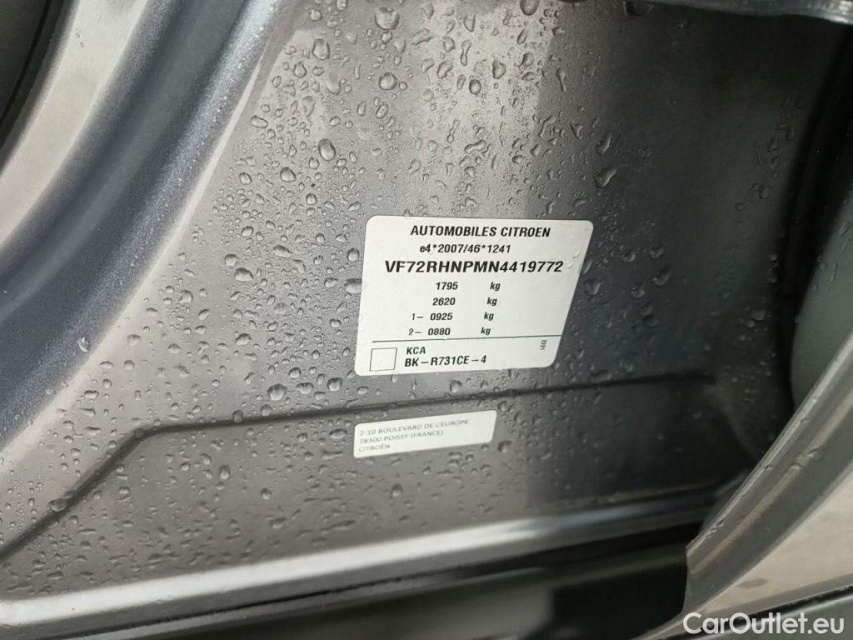 AUTOMOBILES CITROEN
e4*2007/46*1241
VF72RHNPMN4419772
1795 kg
2620 kg
1- 0925 kg
2- 0880 kg
KCA
BK-R731CE-4
2-10 BOULEVARD DE L'EUROPE
78300 POISSY (FRANCE)
CITROËN
CarOutlet.eu